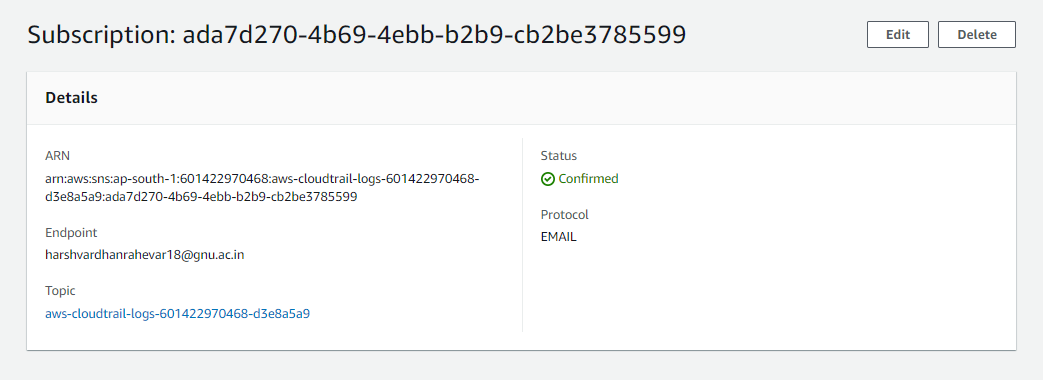 Subscription: ada7d270-4b69-4ebb-b2b9-cb2be3785599
Edit
Delete
Details
ARN
arn:aws:sns:ap-south-1:601422970468:aws-cloudtrail-logs-601422970468-
d3e8a5a9:ada7d270-4b69-4ebb-b2b9-cb2be3785599
Endpoint
harshvardhanrahevar18@gnu.ac.in
Topic
aws-cloudtrail-logs-601422970468-d3e8a5a9
Status
Confirmed
Protocol
EMAIL